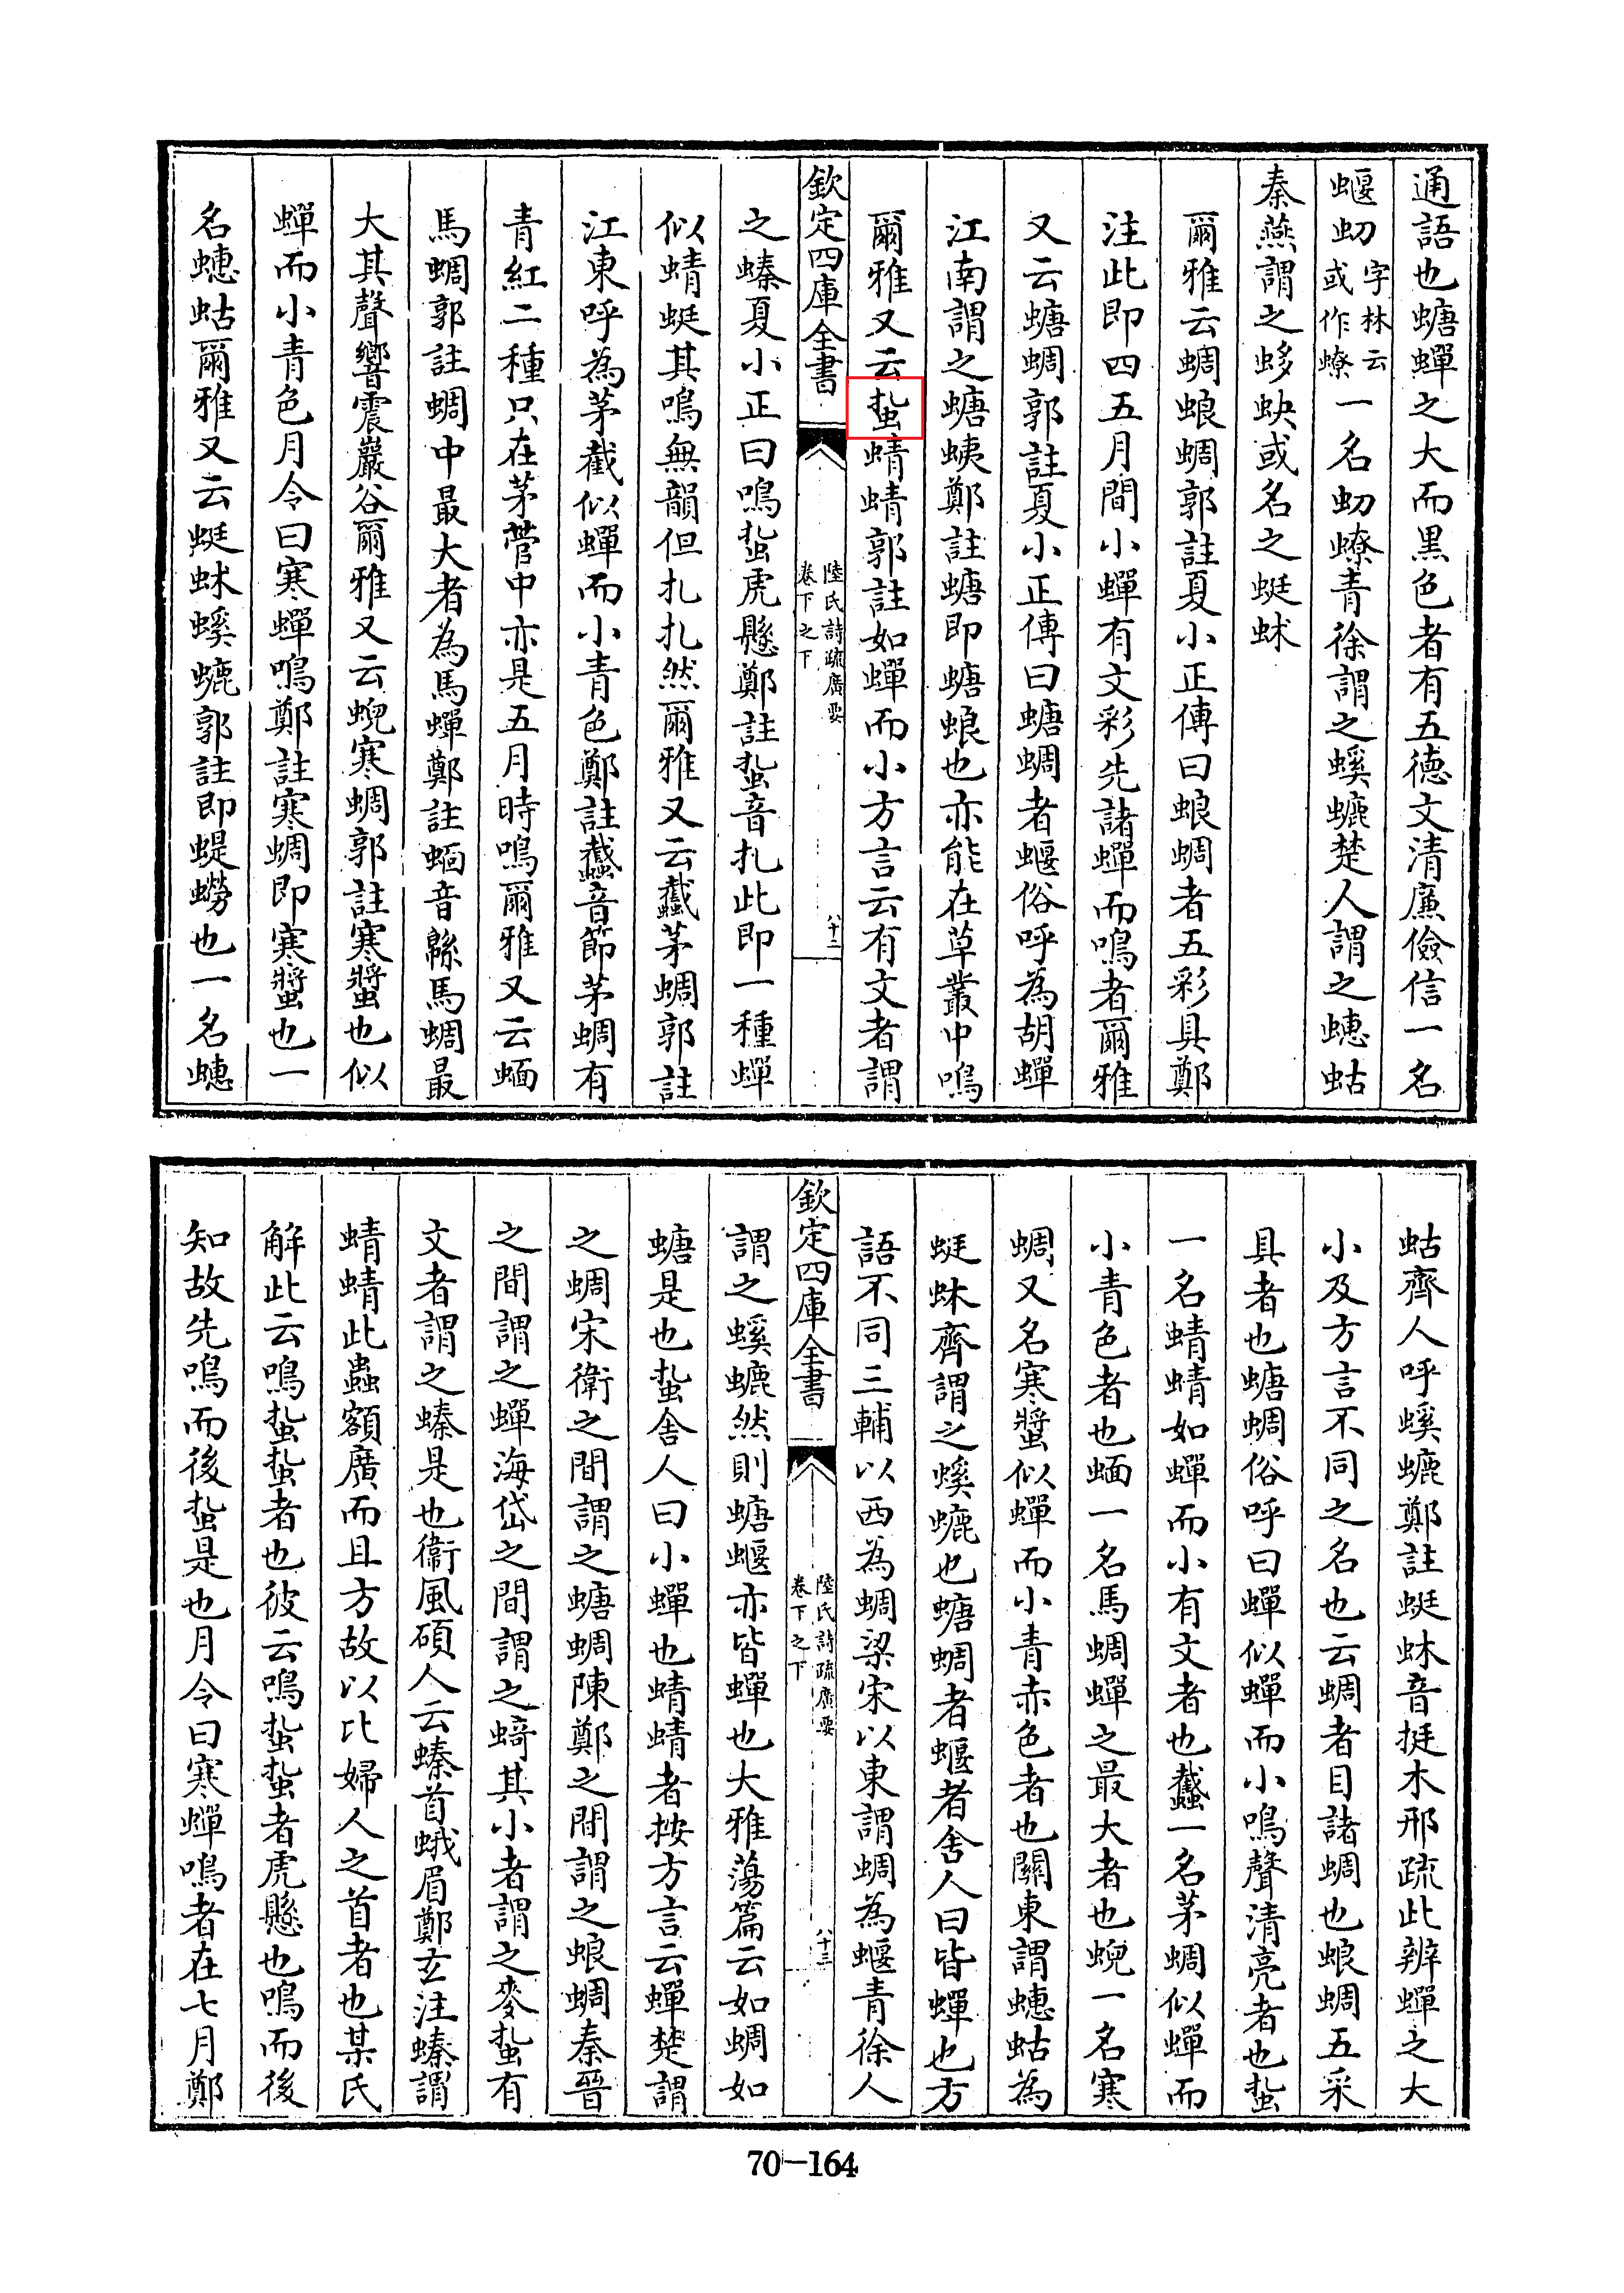 通語也螗蟬之大而黒色者有五德文清廉儉信一名
蝘虭字林云或作蟟一名虭蟟青徐謂之螇螰楚人謂之蟪蛄
秦燕謂之蛥蚗或名之蜓蚞
爾雅云蜩蜋蜩郭註夏小正傳曰蜋蜩者五彩具鄭
注此即四五月間小蟬有文彩先諸蟬而鳴者爾雅
又云螗蜩郭註夏小正傳曰螗蜩者蝘俗呼為胡蟬
江南謂之螗蛦鄭註螗即螗蜋也亦能在草叢中鳴
爾雅又云蚻蜻蜻郭註如蟬而小方言云有文者謂
欽定四庫全書
陸氏詩疏廣要
卷下之下
八十二
之螓夏小正曰鳴蚻虎懸鄭註蚻音扎此即一種蟬
似蜻蜓其鳴無韻但扎扎然爾雅又云蠽茅蜩郭註
江東呼為茅截似蟬而小青色鄭註蠽音節茅蜩有
青紅二種只在茅菅中亦是五月時鳴爾雅又云蝒
馬蜩郭註蜩中最大者為馬蟬鄭註蝒音緜馬蜩最
大其聲響震巖谷爾雅又云蜺寒蜩郭註寒螿也似
蟬而小青色月令曰寒蟬鳴鄭註寒蜩即寒螿也一
名蟪蛄爾雅又云蜓蚞螇螰郭註即蝭蟧也一名蟪
蛄齊人呼螇螰鄭註蜓蚞音挺木邢疏此辨蟬之大
小及方言不同之名也云蜩者目諸蜩也蜋蜩五采
具者也螗蜩俗呼曰蟬似蟬而小鳴聲清亮者也蚻
一名蜻蜻如蟬而小有文者也蠽一名茅蜩似蟬而
小青色者也蝒一名馬蜩蟬之最大者也蜺一名寒
蜩又名寒螿似蟬而小青赤色者也關東謂蟪蛄為
蜓蚞齊謂之螇螰也螗蜩者蝘者舍人曰皆蟬也方
語不同三輔以西為蜩梁宋以東謂蜩為蝘青徐人
欽定四庫全書
陸氏詩疏廣要
卷下之下
八十三
謂之螇螰然則螗蝘亦皆蟬也大雅蕩篇云如蜩如
螗是也蚻舍人曰小蟬也蜻蜻者按方言云蟬楚謂
之蜩宋衛之間謂之螗蜩陳鄭之間謂之蜋蜩秦晉
之間謂之蟬海岱之間謂之蜻其小者謂之麥蚻有
文者謂之螓是也衞風碩人云螓首蛾眉鄭玄注螓謂
蜻蜻此蟲額廣而且方故以比婦人之首者也某氏
解此云鳴蚻蚻者也彼云鳴蚻蚻者虎懸也鳴而後
知故先鳴而後蚻是也月令曰寒蟬鳴者在七月鄭
70-164